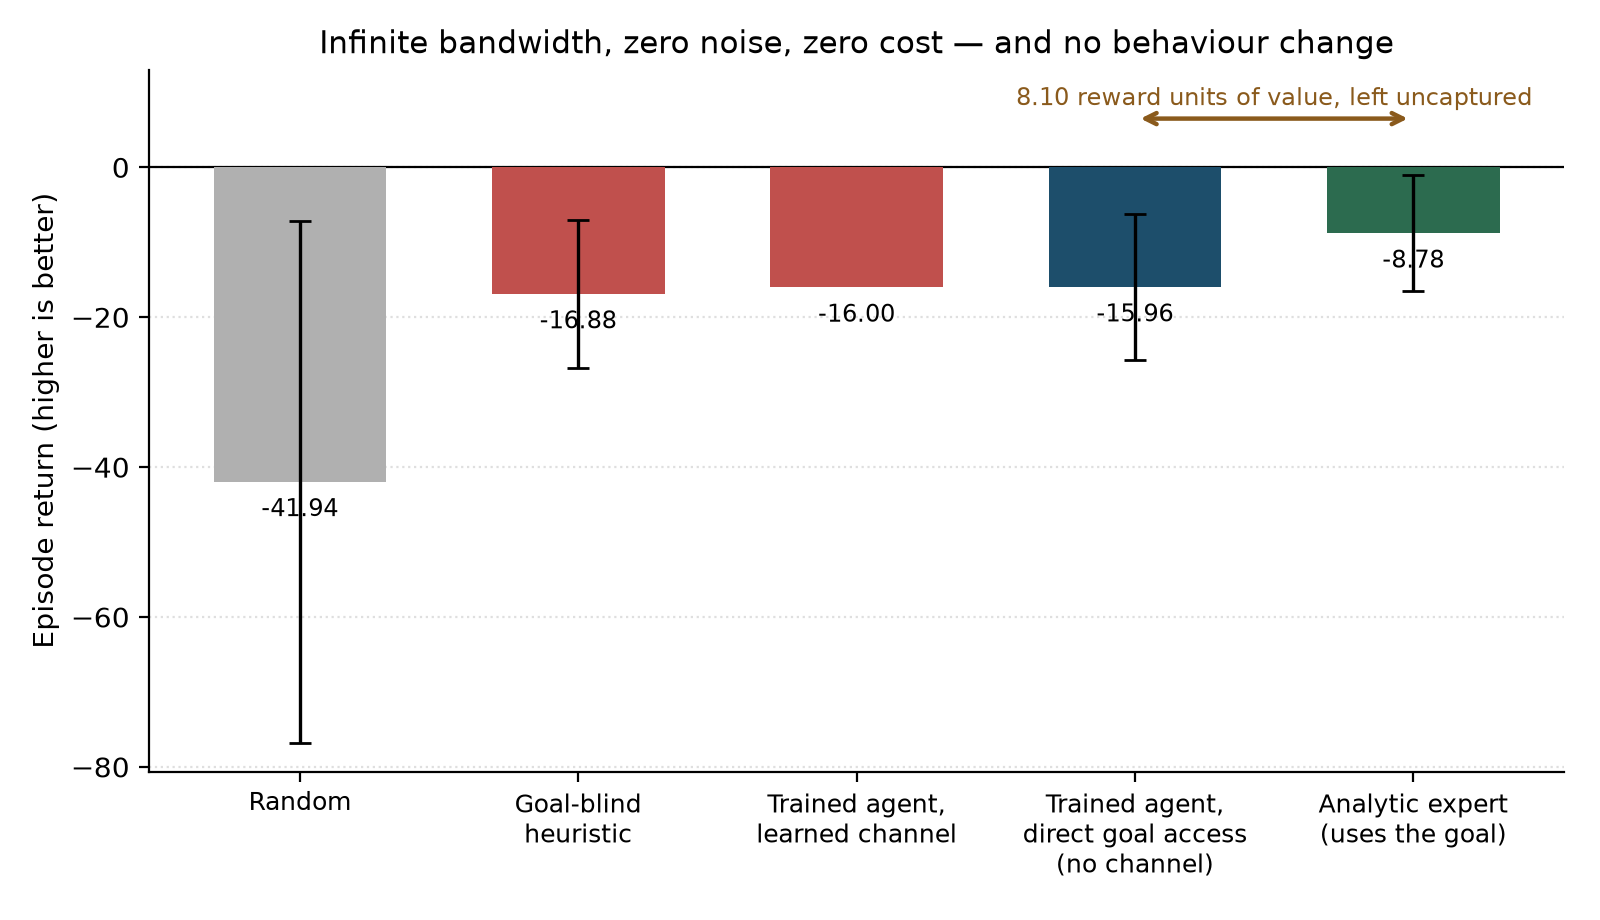 Infinite bandwidth, zero noise, zero cost — and no behaviour change
8.10 reward units of value, left uncaptured
Episode return (higher is better)
0
−20
−40
−60
−80
-41.94
-16.88
-16.00
-15.96
-8.78
Random
Goal-blind
heuristic
Trained agent,
learned channel
Trained agent,
direct goal access
(no channel)
Analytic expert
(uses the goal)